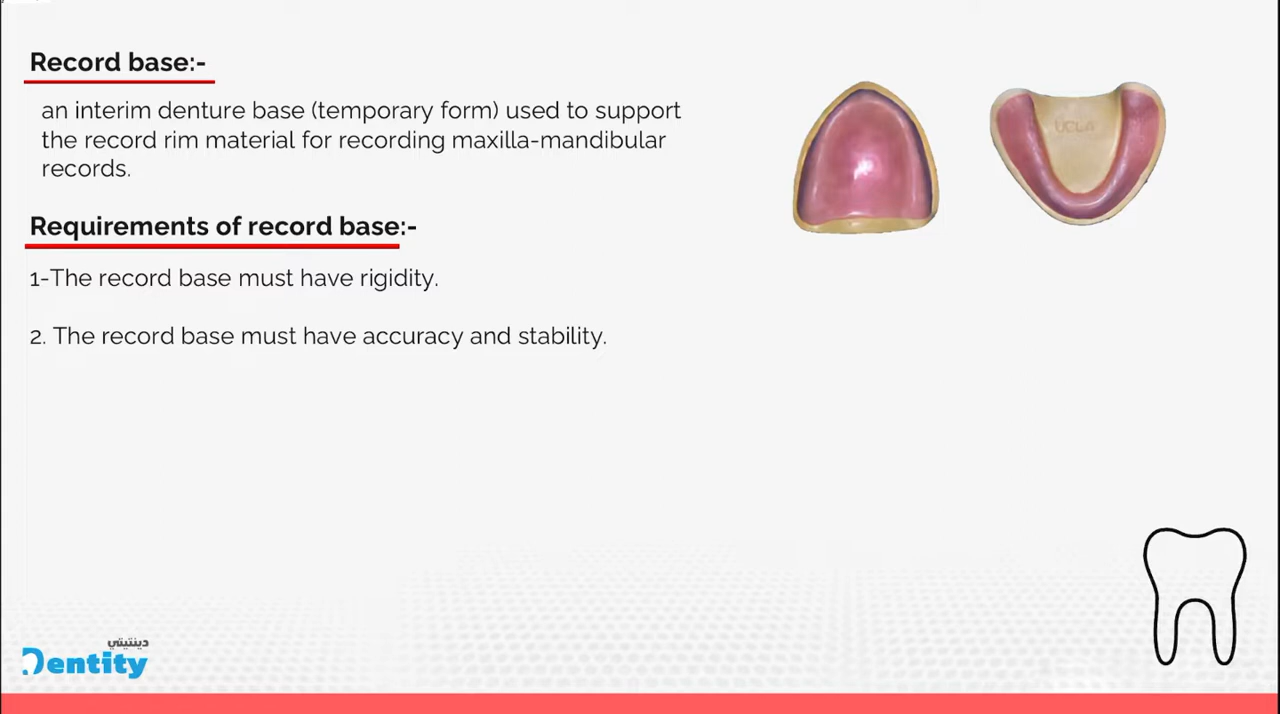 Record base:-
an interim denture base (temporary form) used to support
the record rim material for recording maxilla-mandibular
records.
Requirements of record base:-
1-The record base must have rigidity.
2. The record base must have accuracy and stability.
UCLA
دينتيتي
Dentity